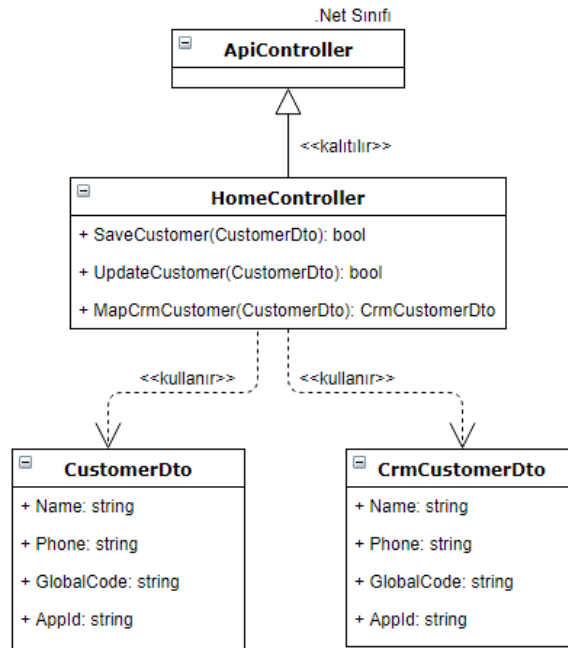 .Net Sınıfı
ApiController
<<kalıtılır>>
HomeController
+ SaveCustomer(CustomerDto): bool
+ UpdateCustomer(CustomerDto): bool
+ MapCrmCustomer(CustomerDto): CrmCustomerDto
<<kullanır>>
<<kullanır>>
CustomerDto
+ Name: string
+ Phone: string
+ GlobalCode: string
+ AppId: string
CrmCustomerDto
+ Name: string
+ Phone: string
+ GlobalCode: string
+ AppId: string